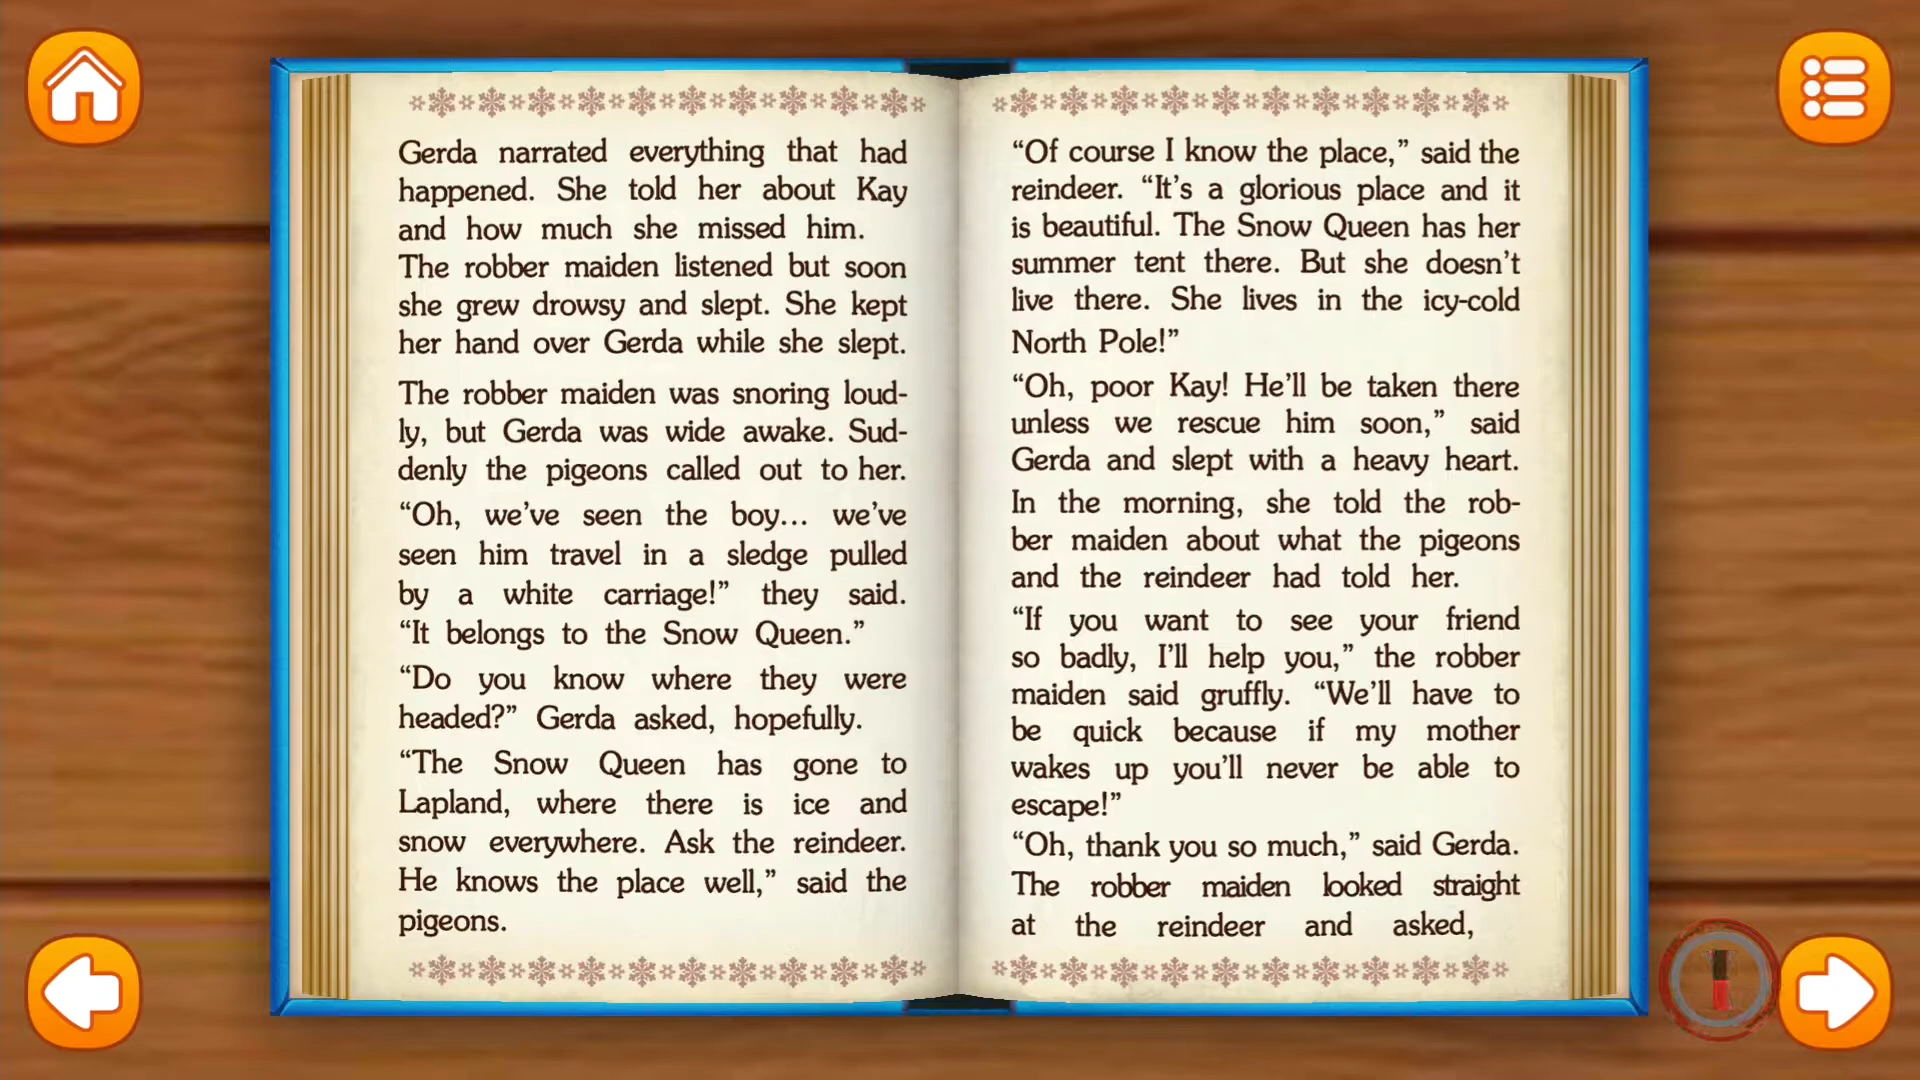 Gerda narrated everything that had
happened. She told her about Kay
and how much she missed him.
The robber maiden listened but soon
she grew drowsy and slept. She kept
her hand over Gerda while she slept.
The robber maiden was snoring loud-
ly, but Gerda was wide awake. Sud-
denly the pigeons called out to her.
“Oh, we’ve seen the boy... we’ve
seen him travel in a sledge pulled
by a white carriage!” they said.
“It belongs to the Snow Queen.”
“Do you know where they were
headed?” Gerda asked, hopefully.
“The Snow Queen has gone to
Lapland, where there is ice and
snow everywhere. Ask the reindeer.
He knows the place well,” said the
pigeons.
“Of course I know the place,” said the
reindeer. “It’s a glorious place and it
is beautiful. The Snow Queen has her
summer tent there. But she doesn’t
live there. She lives in the icy-cold
North Pole!”
“Oh, poor Kay! He’ll be taken there
unless we rescue him soon,” said
Gerda and slept with a heavy heart.
In the morning, she told the rob-
ber maiden about what the pigeons
and the reindeer had told her.
“If you want to see your friend
so badly, I’ll help you,” the robber
maiden said gruffly. “We’ll have to
be quick because if my mother
wakes up you’ll never be able to
escape!”
“Oh, thank you so much,” said Gerda.
The robber maiden looked straight
at the reindeer and asked,